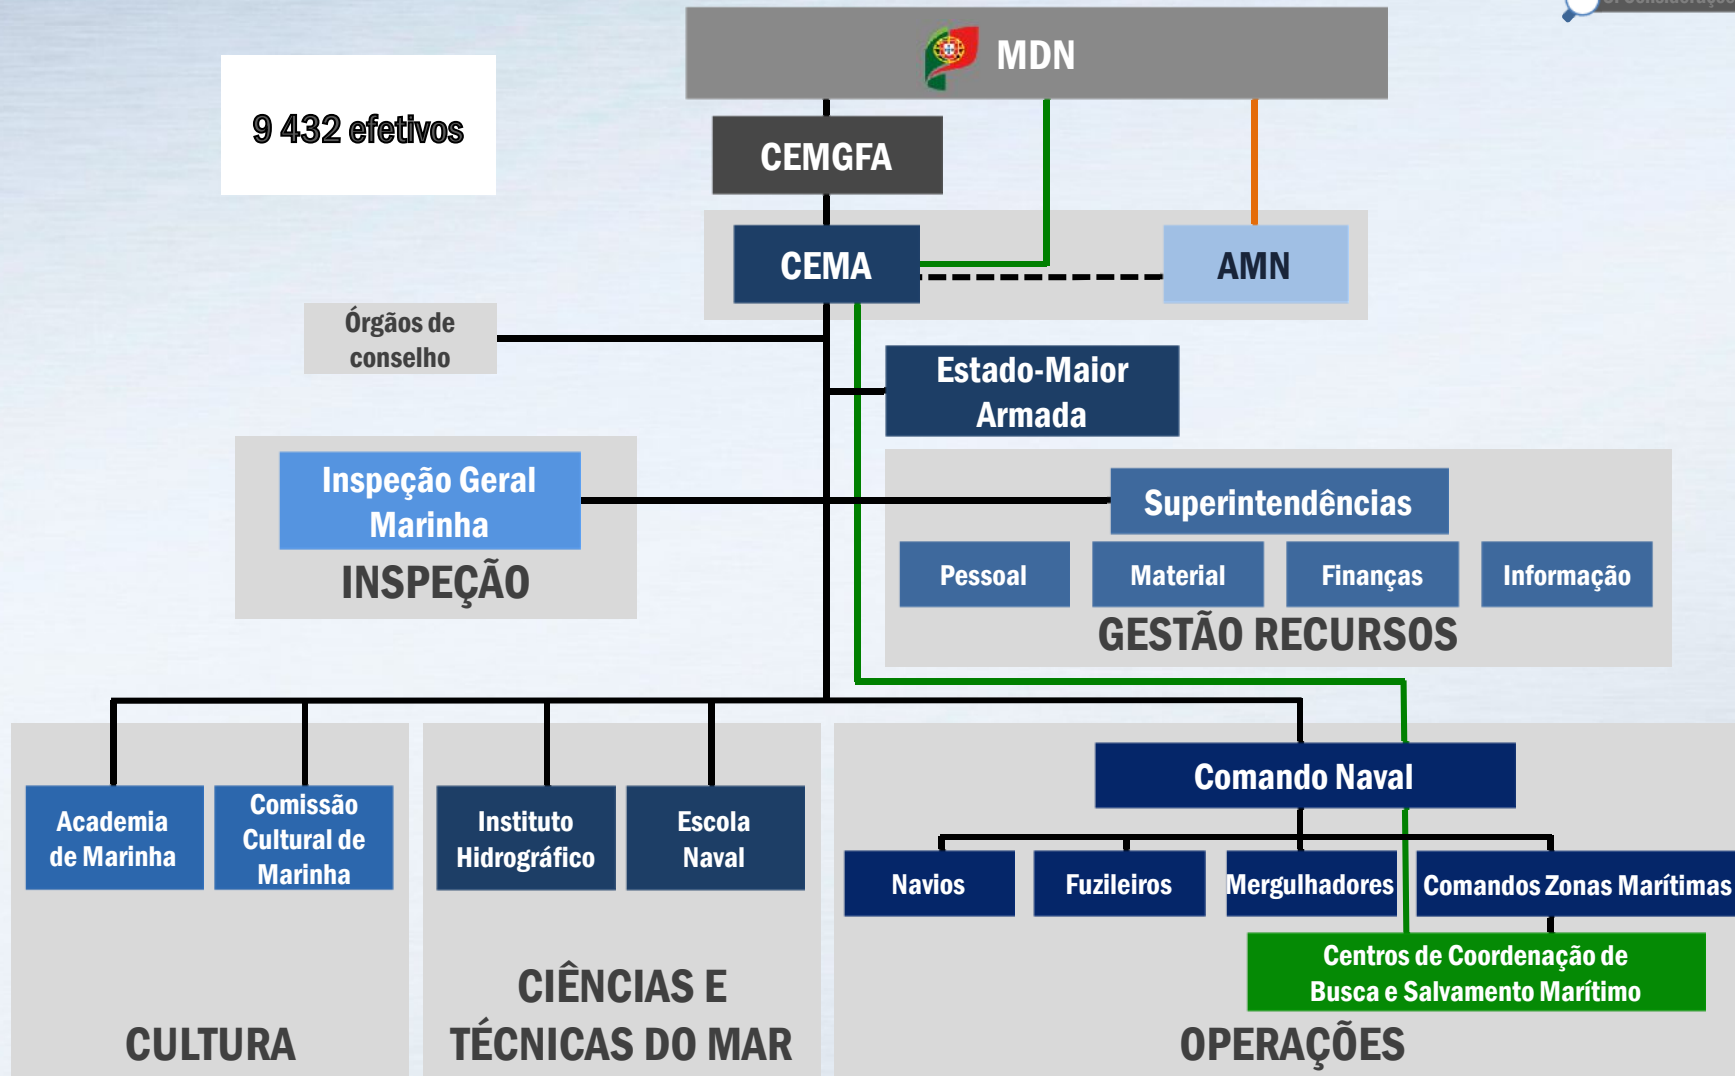 MDN
9 432 efetivos
CEMGFA
CEMA
AMN
Órgãos de
conselho
Estado-Maior
Armada
Inspeção Geral
Marinha
INSPEÇÃO
Superintendências
Pessoal
Material
Finanças
Informação
GESTÃO RECURSOS
Academia
de Marinha
Comissão
Cultural de
Marinha
CULTURA
Instituto
Hidrográfico
Escola
Naval
CIÊNCIAS E
TÉCNICAS DO MAR
Comando Naval
Navios
Fuzileiros
Mergulhadores
Comandos Zonas Marítimas
Centros de Coordenação de
Busca e Salvamento Marítimo
OPERAÇÕES